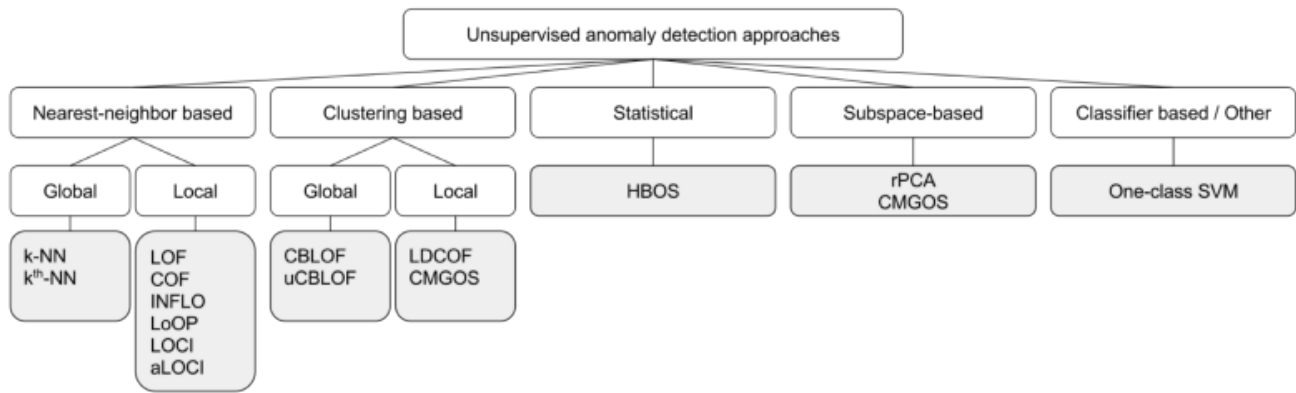 Unsupervised anomaly detection approaches
Nearest-neighbor based
Clustering based
Statistical
Subspace-based
Classifier based / Other
Global
Local
Global
Local
HBOS
rPCA
CMGOS
One-class SVM
k-NN
kth-NN
LOF
COF
INFLO
LoOP
LOCI
aLOCI
CBLOF
uCBLOF
LDCOF
CMGOS